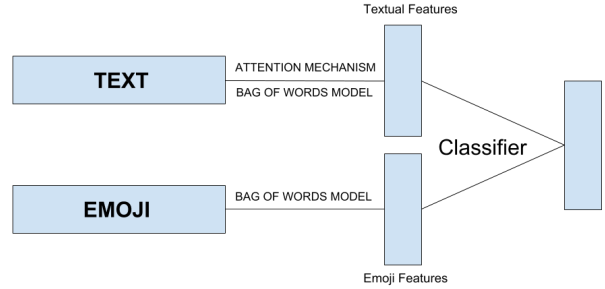 Textual Features
TEXT
ATTENTION MECHANISM
BAG OF WORDS MODEL
Classifier
EMOJI
BAG OF WORDS MODEL
Emoji Features